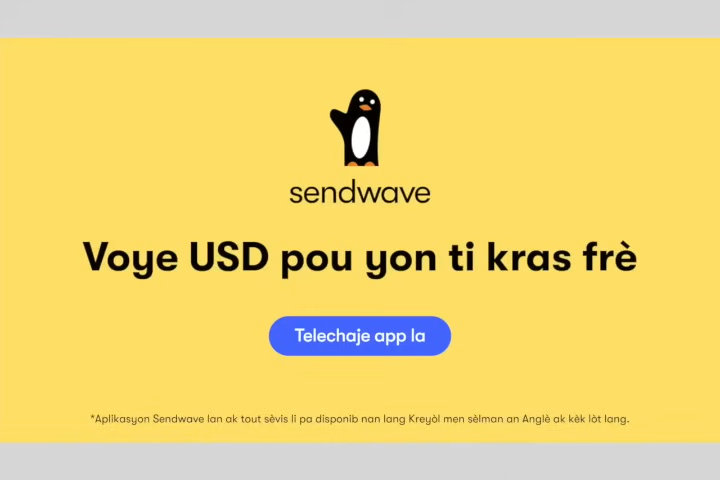 sendwave
Voye USD pou yon ti kras frè
Telechaje app la
*Aplikasyon Sendwave lan ak tout sèvis li pa disponib nan lang Kreyòl men sèlman an Anglè ak kèk lòt lang.